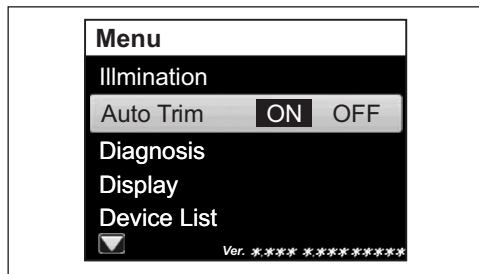 Menu
Illmination
Auto Trim ON OFF
Diagnosis
Display
Device List
Ver. *.*** *.*********